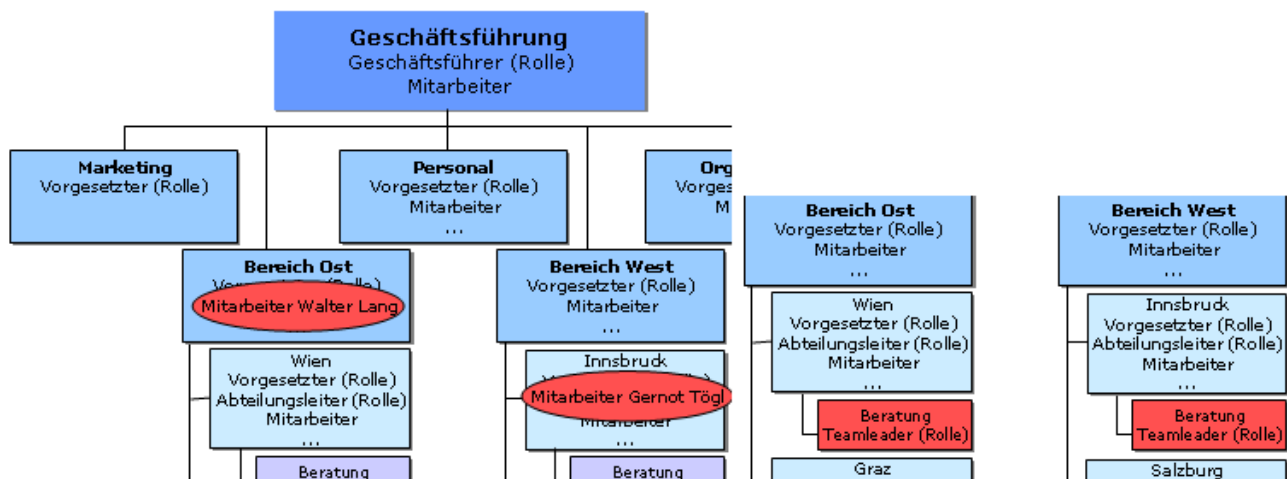 Geschäftsführung
Geschäftsführer (Rolle)
Mitarbeiter
Marketing
Vorgesetzter (Rolle)
Personal
Vorgesetzter (Rolle)
Mitarbeiter
...
Org
Vorges
M
Bereich Ost
Mitarbeiter Walter Lang
...
Wien
Vorgesetzter (Rolle)
Abteilungsleiter (Rolle)
Mitarbeiter
...
Beratung
Bereich West
Vorgesetzter (Rolle)
Mitarbeiter
...
Innsbruck
Mitarbeiter Gernot Tögl
Mitarbeiter
...
Beratung
Bereich Ost
Vorgesetzter (Rolle)
Mitarbeiter
...
Wien
Vorgesetzter (Rolle)
Abteilungsleiter (Rolle)
Mitarbeiter
...
Beratung
Teamleader (Rolle)
Graz
Bereich West
Vorgesetzter (Rolle)
Mitarbeiter
...
Innsbruck
Vorgesetzter (Rolle)
Abteilungsleiter (Rolle)
Mitarbeiter
...
Beratung
Teamleader (Rolle)
Salzburg